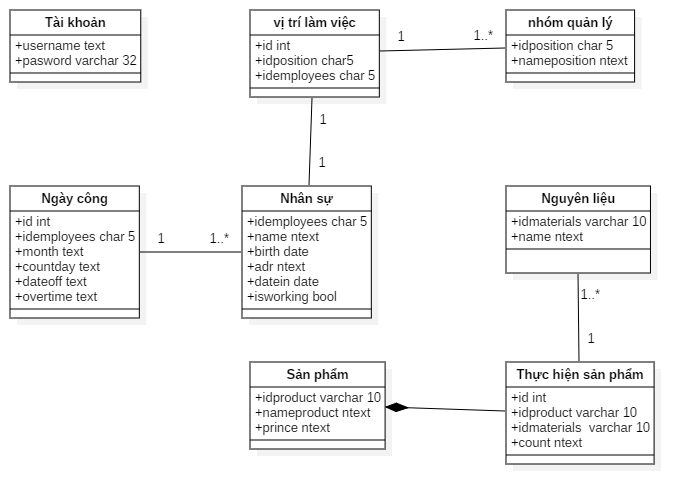 Tài khoản
+username text
+pasword varchar 32
vị trí làm việc
+id int
+idposition char5
+idemployees char 5
1
1..*
nhóm quản lý
+idposition char 5
+nameposition ntext
1
1
Ngày công
+id int
+idemployees char 5
+month text
+countday text
+dateoff text
+overtime text
1
1..*
Nhân sự
+idemployees char 5
+name ntext
+birth date
+adr ntext
+datein date
+isworking bool
Nguyên liệu
+idmaterials varchar 10
+name ntext
1..*
1
Sản phẩm
+idproduct varchar 10
+nameproduct ntext
+prince ntext
Thực hiện sản phẩm
+id int
+idproduct varchar 10
+idmaterials  varchar 10
+count ntext